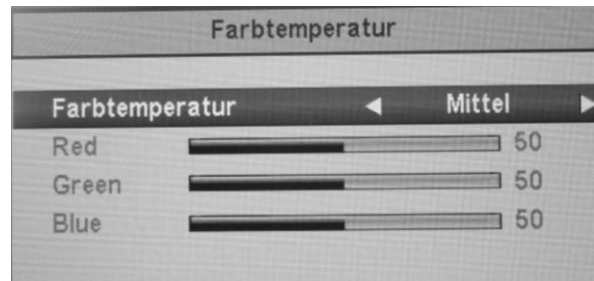 Farbtemperatur
Farbtemperatur ◀ Mittel ▶
Red 50
Green 50
Blue 50